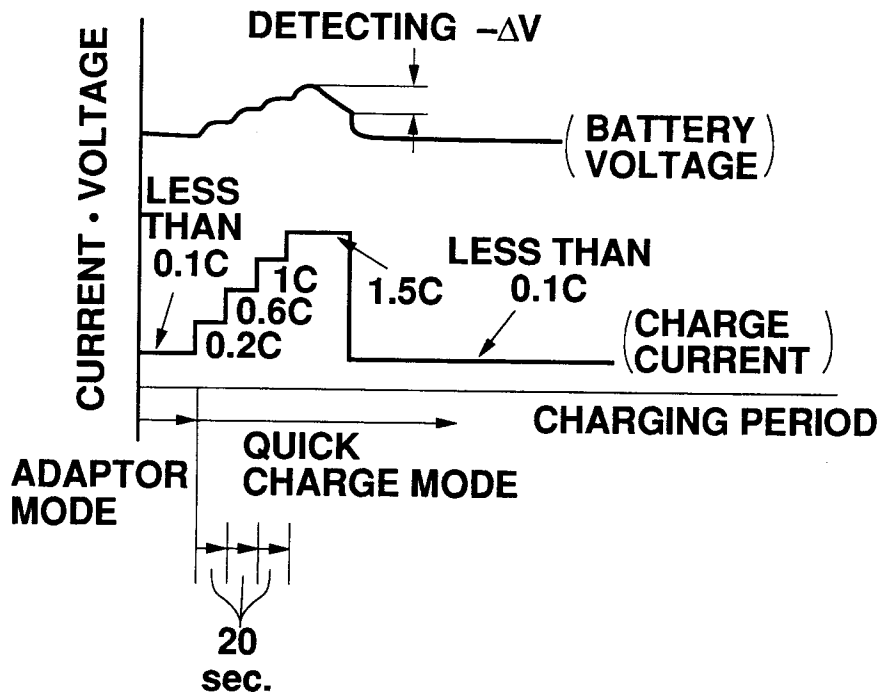 DETECTING −ΔV
CURRENT・VOLTAGE
(BATTERY
VOLTAGE)
LESS
THAN
0.1C
0.2C
0.6C
1C
1.5C
LESS THAN
0.1C
(CHARGE
CURRENT)
CHARGING PERIOD
ADAPTOR
MODE
QUICK
CHARGE MODE
20
sec.